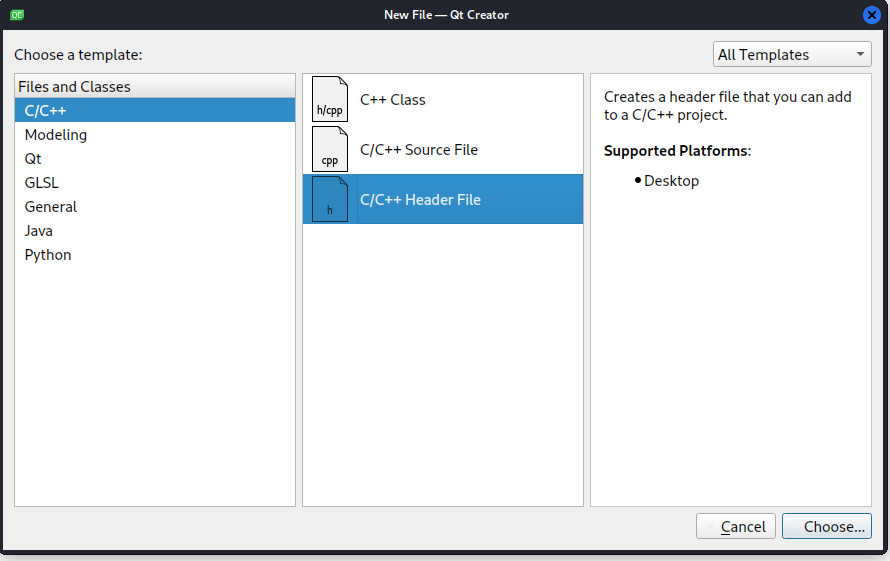 QC
New File — Qt Creator
Choose a template:
All Templates
Files and Classes
C/C++
Modeling
Qt
GLSL
General
Java
Python
h/cpp
C++ Class
cpp
C/C++ Source File
h
C/C++ Header File
Creates a header file that you can add
to a C/C++ project.
Supported Platforms:
Desktop
Cancel
Choose...